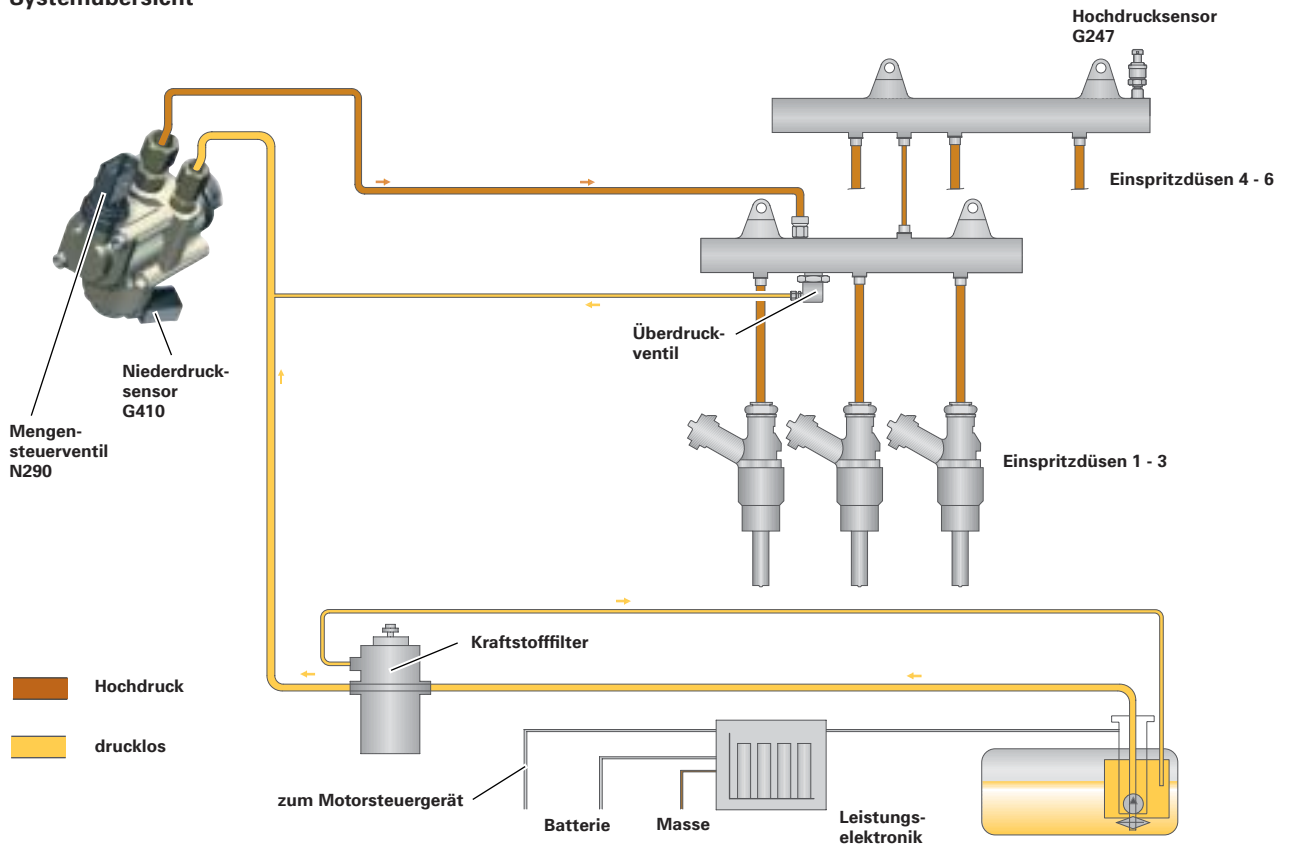 Systemübersicht
Hochdrucksensor
G247
Einspritzdüsen 4 - 6
Überdruck-
ventil
Niederdruck-
sensor
G410
Mengen-
steuerventil
N290
Einspritzdüsen 1 - 3
Kraftstofffilter
Hochdruck
drucklos
zum Motorsteuergerät
Batterie
Masse
Leistungs-
elektronik